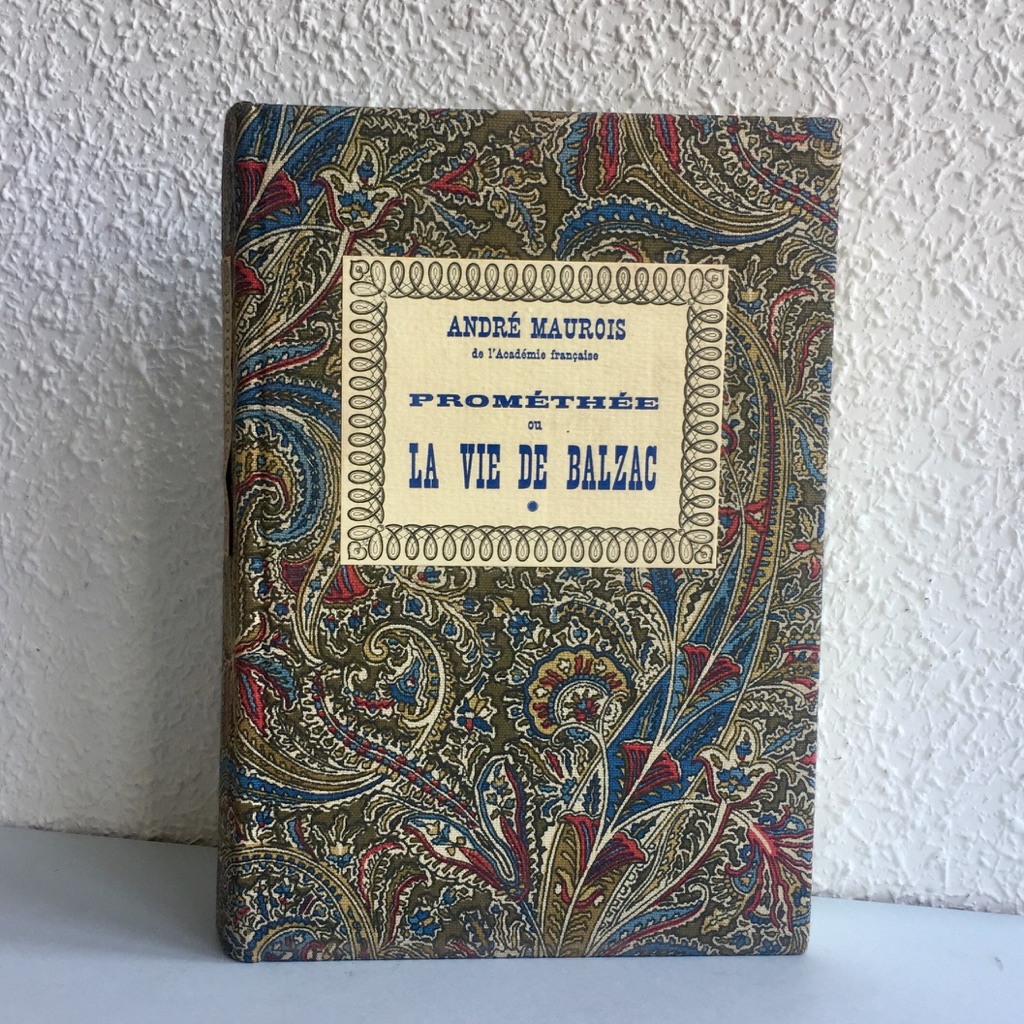 ANDRÉ MAUROIS
de l'Académie française
PROMÉTHÉE
ou
LA VIE DE BALZAC